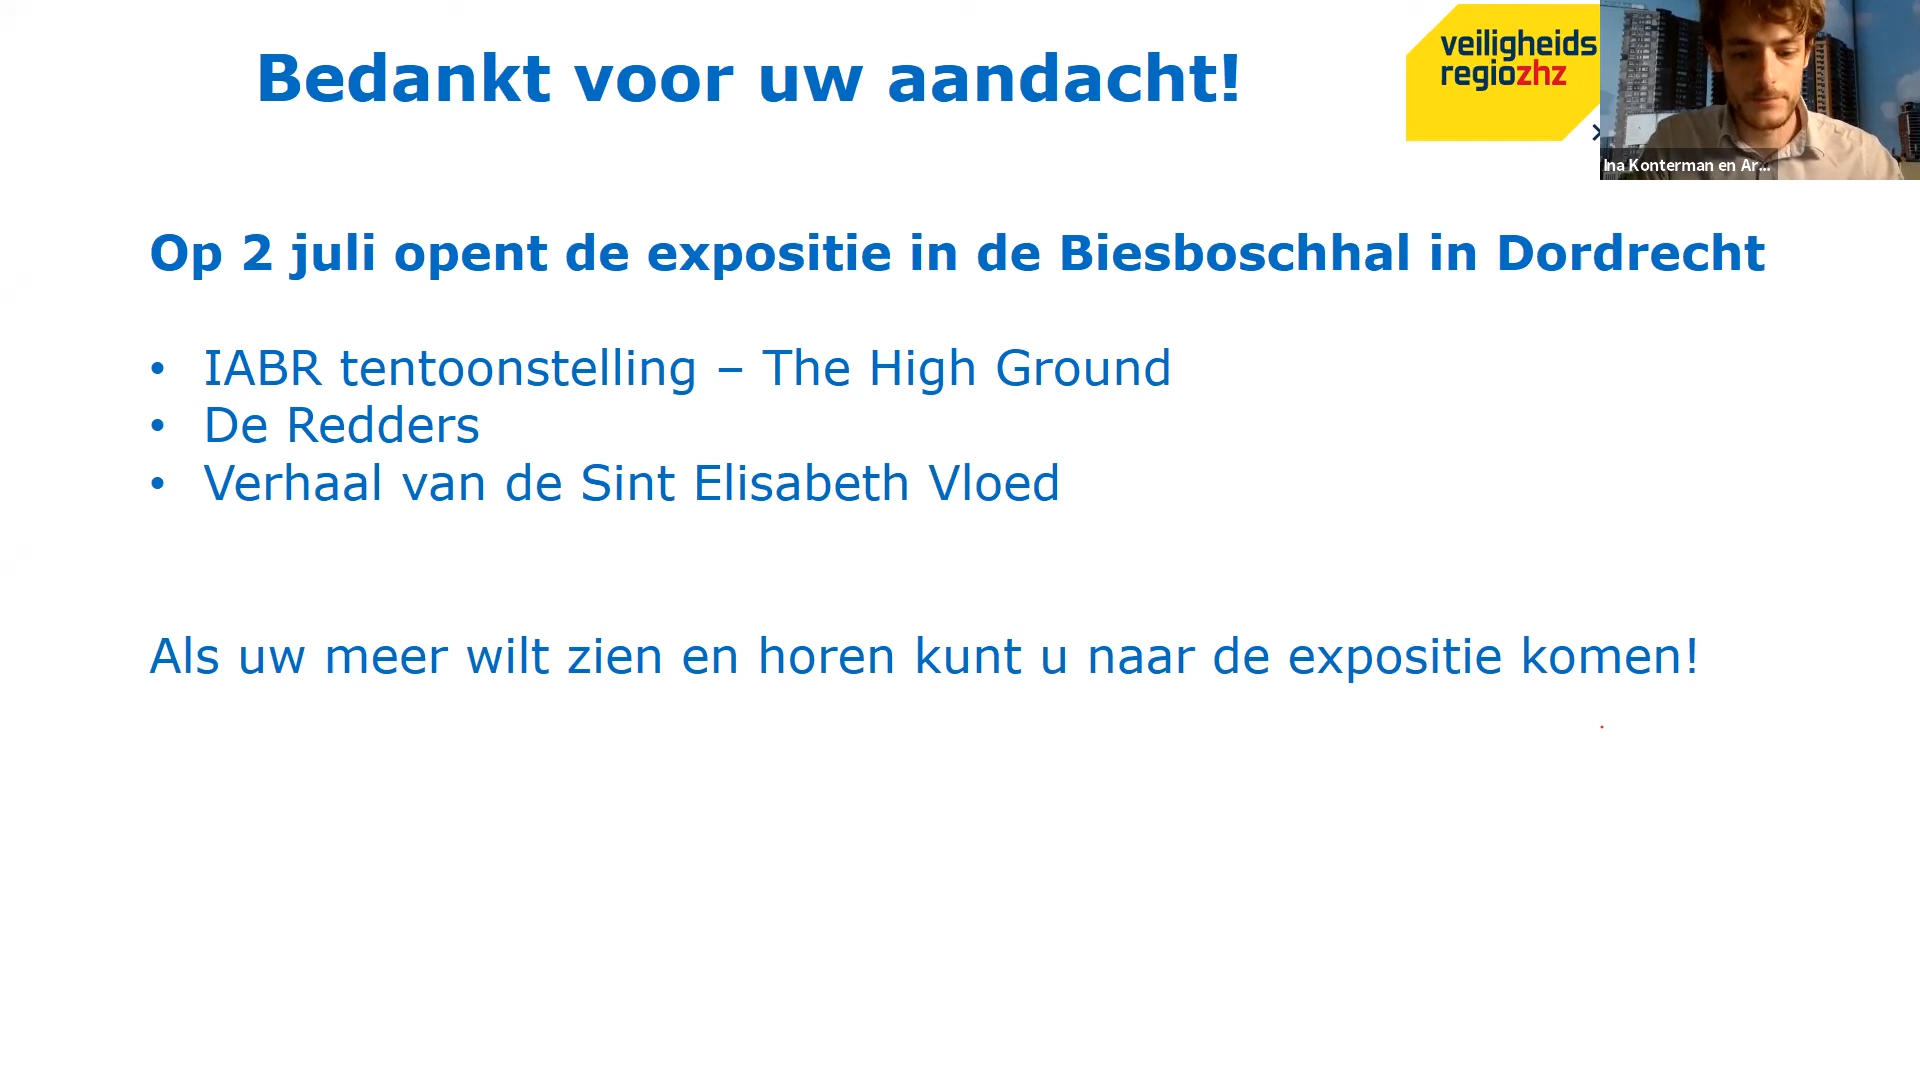 Bedankt voor uw aandacht!
veiligheids
regiozhz
Ina Konterman en Ar...
Op 2 juli opent de expositie in de Biesboschhal in Dordrecht
• IABR tentoonstelling – The High Ground
• De Redders
• Verhaal van de Sint Elisabeth Vloed
Als uw meer wilt zien en horen kunt u naar de expositie komen!